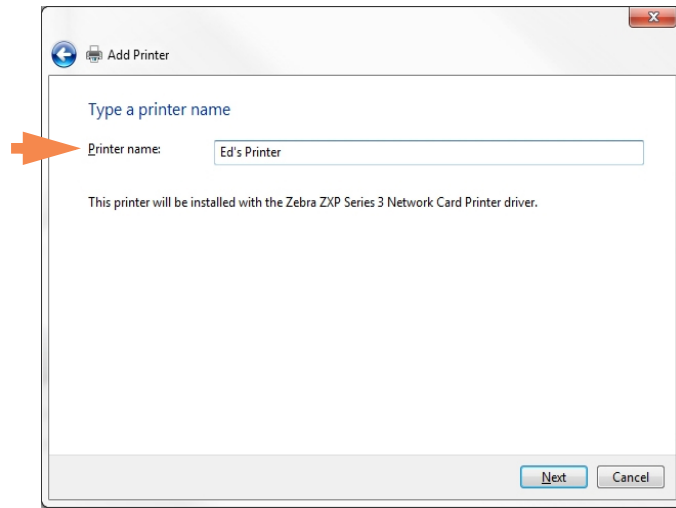 Add Printer
Type a printer name
Printer name:
Ed's Printer
This printer will be installed with the Zebra ZXP Series 3 Network Card Printer driver.
Next
Cancel